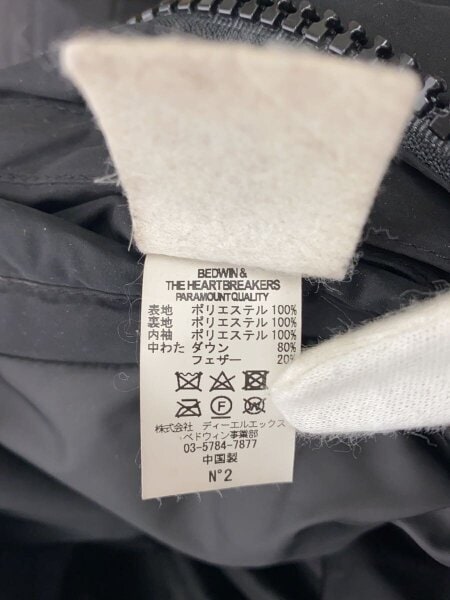 BEDWIN &
THE HEARTBREAKERS
PARAMOUNT QUALITY
表地 ポリエステル 100%
裏地 ポリエステル 100%
内袖 ポリエステル 100%
中わた ダウン 80%
フェザー 20%
株式会社 ディーエルエックス
ベドウィン事業部
03-5784-7877
中国製
N°2